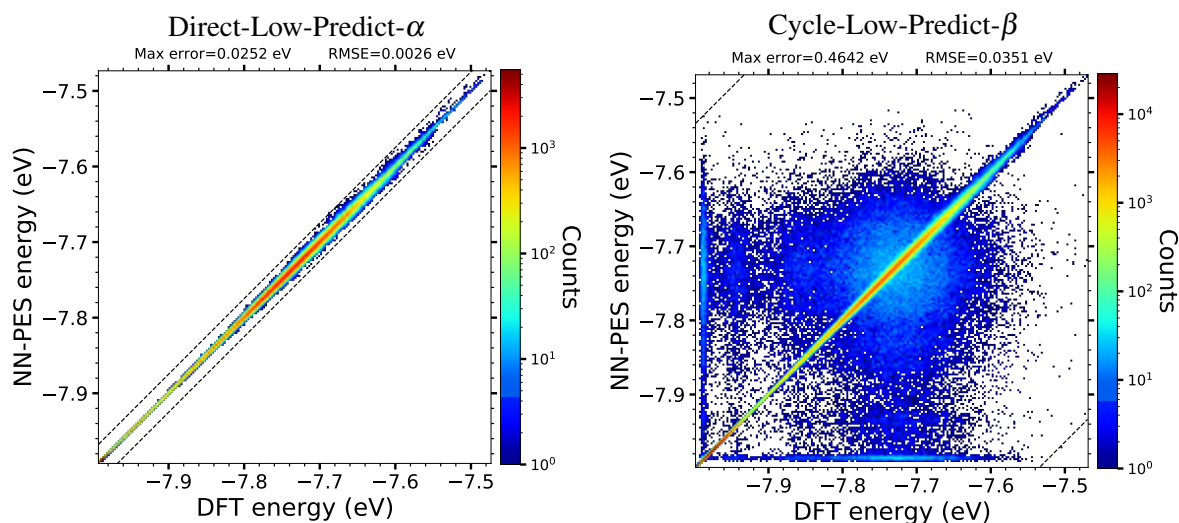 Direct-Low-Predict-α
Max error=0.0252 eV RMSE=0.0026 eV
−7.5
−7.6
−7.7
−7.8
−7.9
NN-PES energy (eV)
−7.9 −7.8 −7.7 −7.6 −7.5
DFT energy (eV)
10³
10²
10¹
10⁰
Counts
Cycle-Low-Predict-β
Max error=0.4642 eV RMSE=0.0351 eV
−7.5
−7.6
−7.7
−7.8
−7.9
NN-PES energy (eV)
−7.9 −7.8 −7.7 −7.6 −7.5
DFT energy (eV)
10⁴
10³
10²
10¹
10⁰
Counts